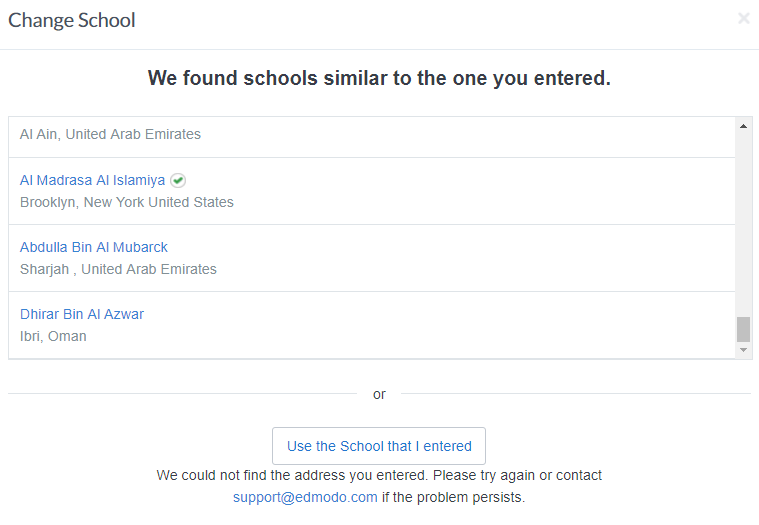 Change School
×
We found schools similar to the one you entered.
Al Ain, United Arab Emirates
Al Madrasa Al Islamiya
Brooklyn, New York United States
Abdulla Bin Al Mubarck
Sharjah , United Arab Emirates
Dhirar Bin Al Azwar
Ibri, Oman
or
Use the School that I entered
We could not find the address you entered. Please try again or contact
support@edmodo.com if the problem persists.